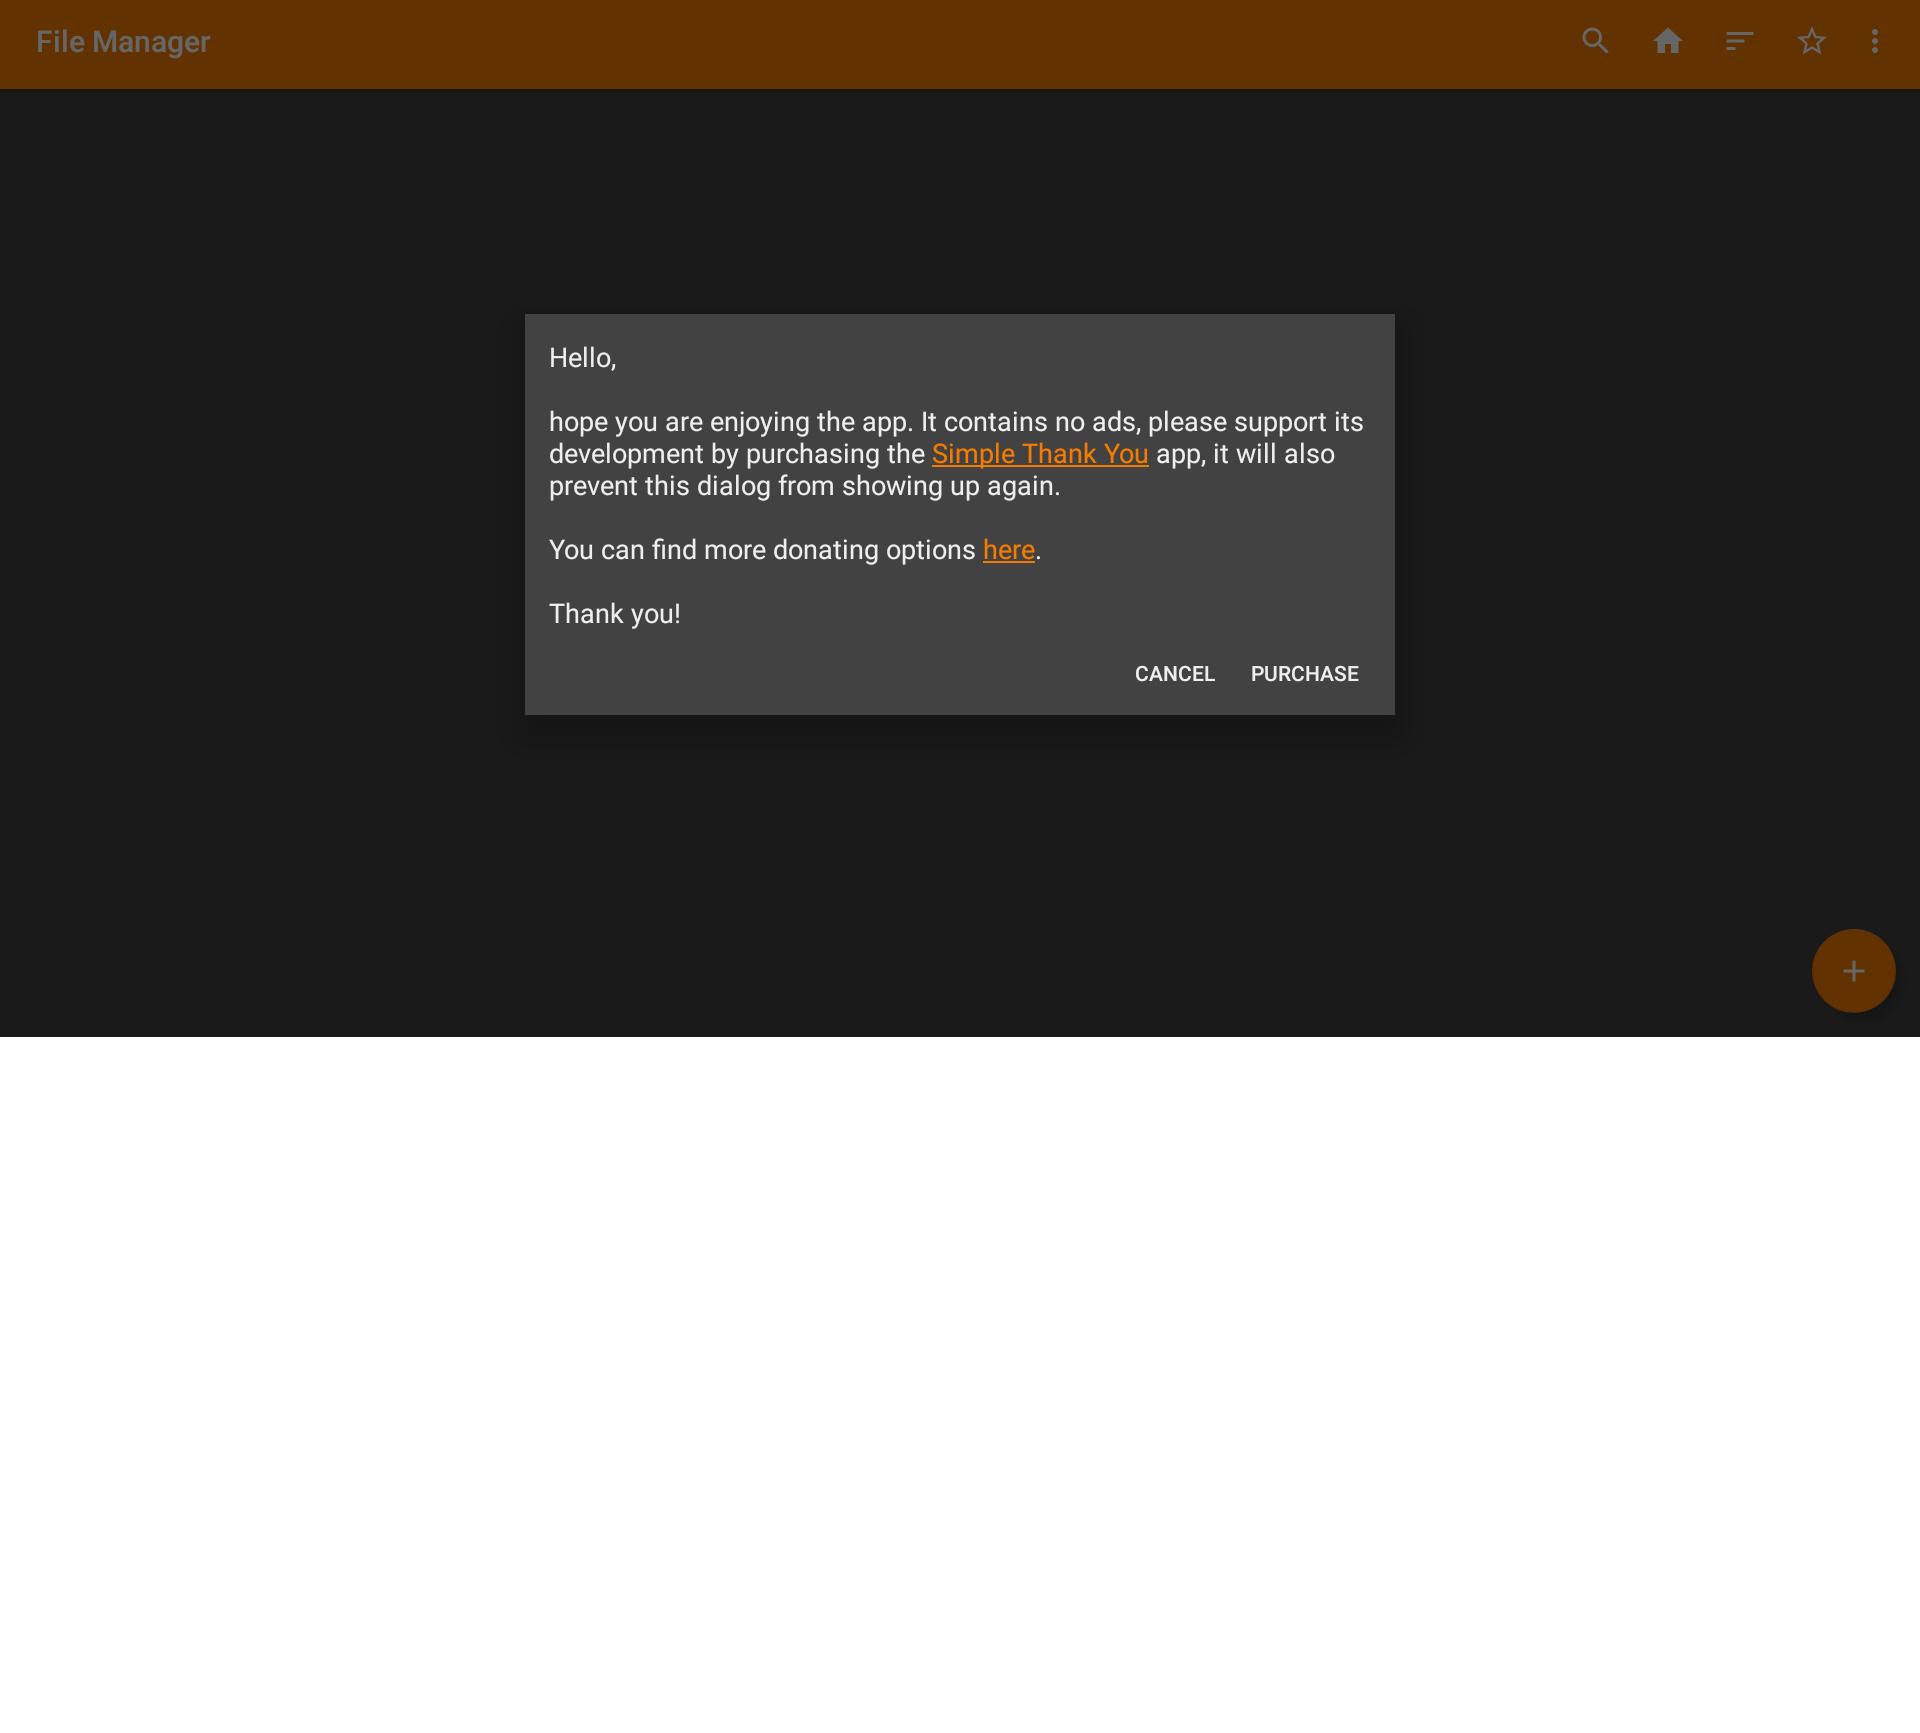 File Manager
Hello,
hope you are enjoying the app. It contains no ads, please support its
development by purchasing the Simple Thank You app, it will also
prevent this dialog from showing up again.
You can find more donating options here.
Thank you!
CANCEL PURCHASE